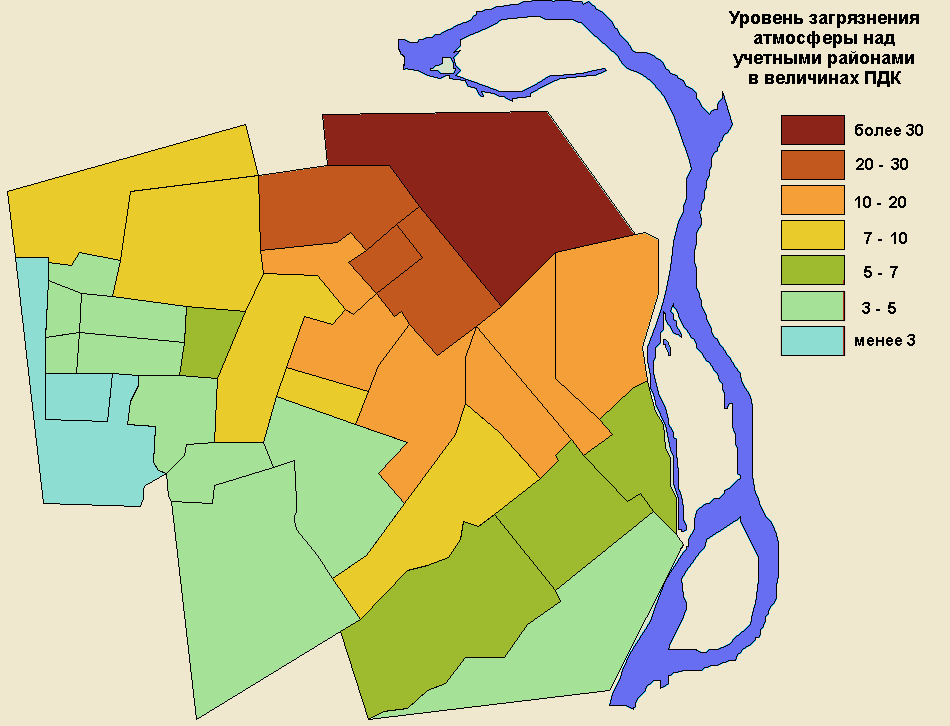 Уровень загрязнения
атмосферы над
учетными районами
в величинах ПДК
более 30
20 - 30
10 - 20
7 - 10
5 - 7
3 - 5
менее 3